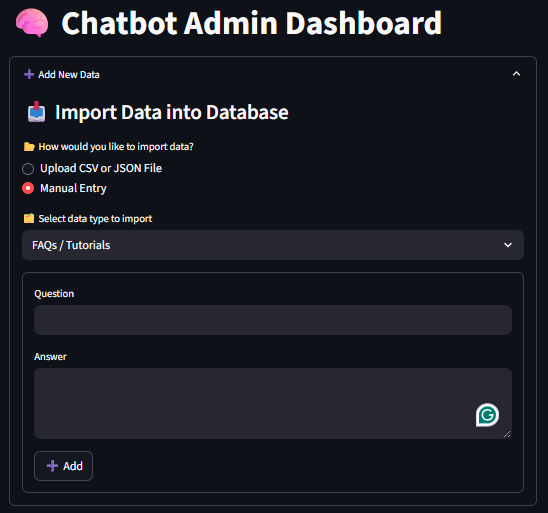 Chatbot Admin Dashboard
Add New Data
Import Data into Database
How would you like to import data?
Upload CSV or JSON File
Manual Entry
Select data type to import
FAQs / Tutorials
Question
Answer
Add